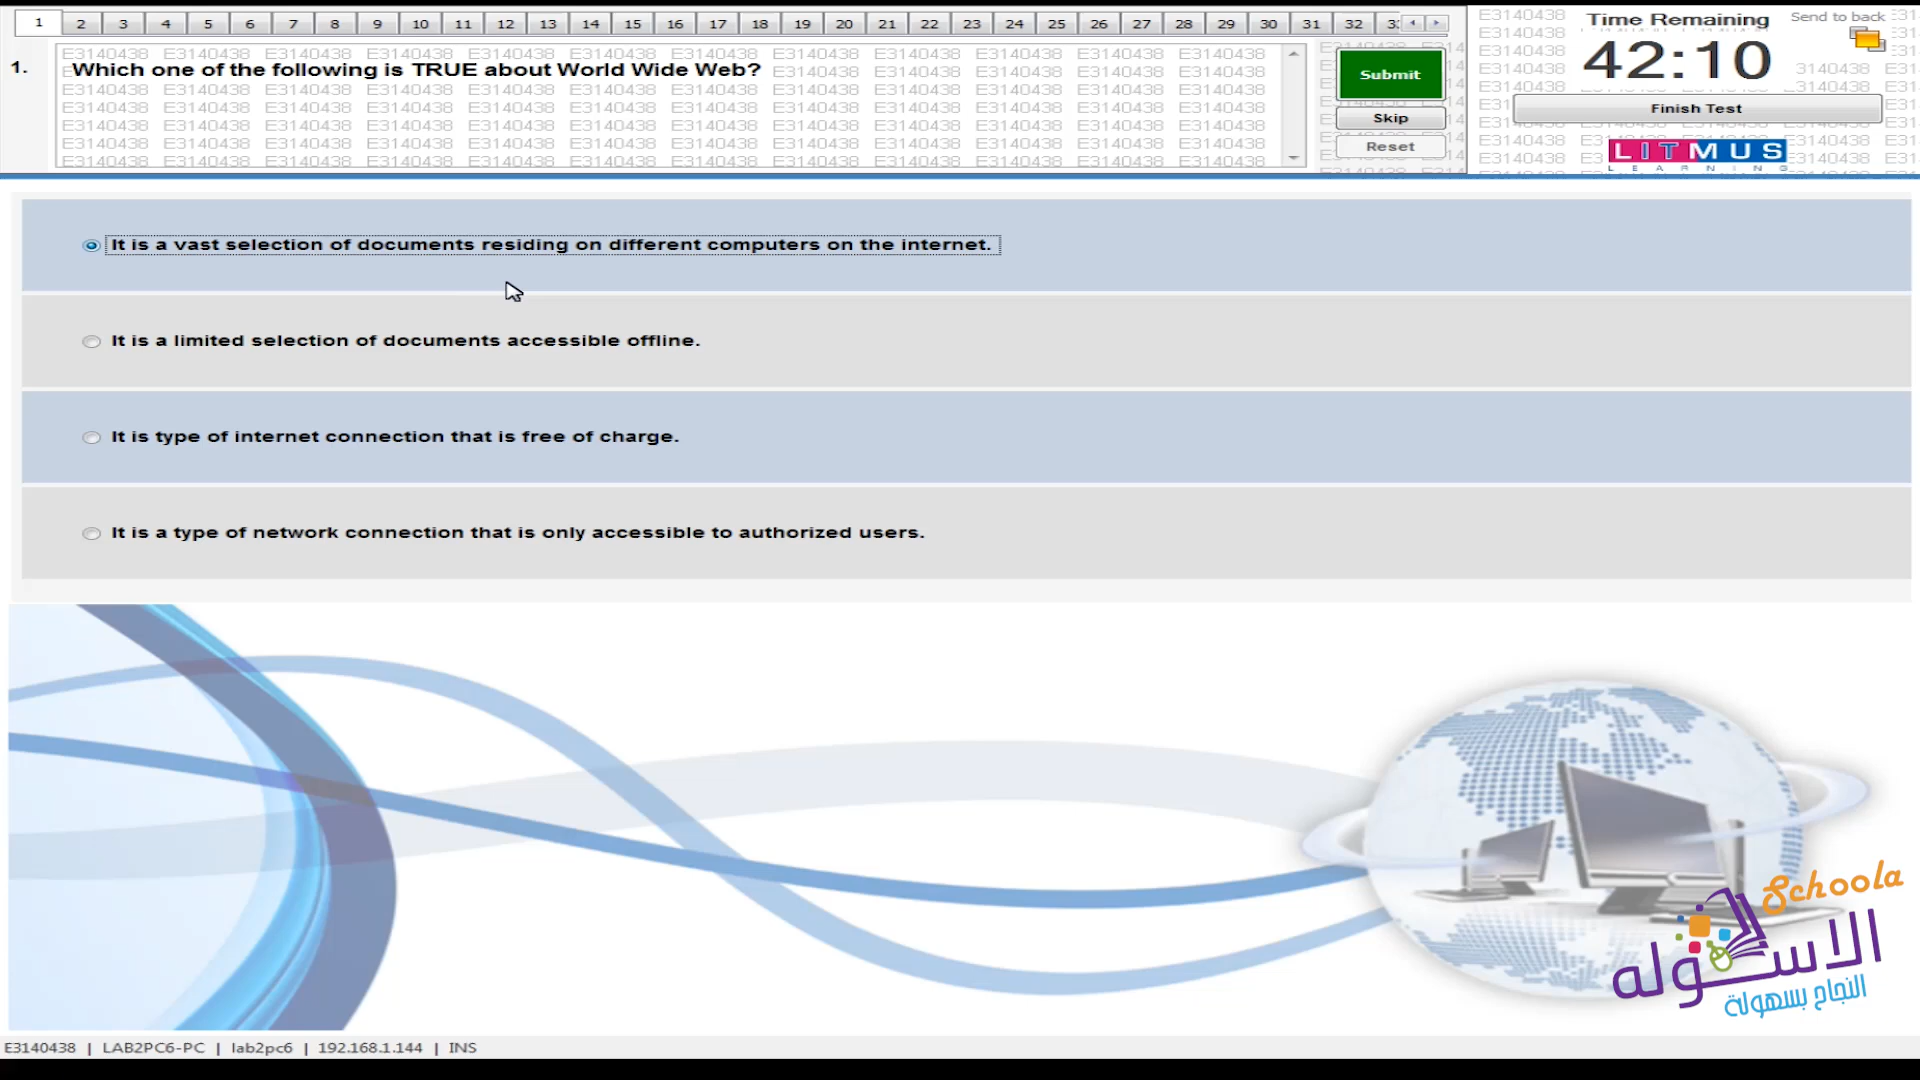 1 2 3 4 5 6 7 8 9 10 11 12 13 14 15 16 17 18 19 20 21 22 23 24 25 26 27 28 29 30 31 32
Time Remaining
Send to back
42:10
1.
Which one of the following is TRUE about World Wide Web?
Submit
Skip
Reset
Finish Test
LITMUS
LEARNING
It is a vast selection of documents residing on different computers on the internet.
It is a limited selection of documents accessible offline.
It is type of internet connection that is free of charge.
It is a type of network connection that is only accessible to authorized users.
Schoola
الاسكوله
النجاح بسهولة
E3140438 | LAB2PC6-PC | lab2pc6 | 192.168.1.144 | INS